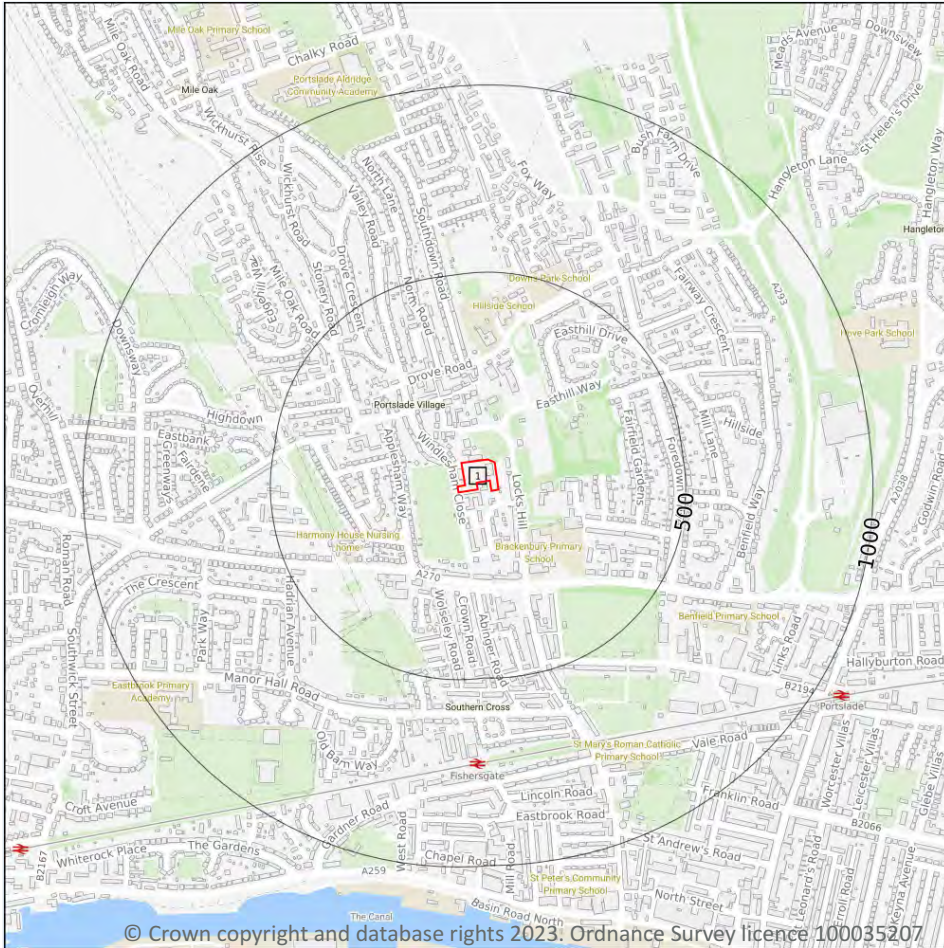 Mile Oak Primary School
Mile Oak Road
Chalky Road
Meads Avenue
Downsview
Mile Oak
Portslade Aldridge
Community Academy
St Helen's Drive
Wickhurst Rise
Bush Farm Drive
Hangleton Lane
Hangleton Way
Wickhurst Road
Valley Road
North Lane
Fox Way
Southdown Road
Hangleton
Drove Crescent
Stonery Road
Mile Oak Road
North Road
Downs Park School
Hillside School
A293
Fairway Crescent
Cromleigh Way
Downsway
Easthill Drive
Hove Park School
Overhill
Drove Road
Easthill Way
Highdown
Portslade Village
Mill Lane
Hillside
Eastbank
Fairdene
Greenways
Applesham Way
Windlesham Close
1
Locks Hill
Fairfield Gardens
Foredown
A2038
Godwin Road
500
1000
Benfield Way
Harmony House Nursing
home
Brackenbury Primary
School
Roman Road
A270
The Crescent
Hadrian Avenue
Park Way
Wolseley Road
Crown Road
Abinger Road
Benfield Primary School
Links Road
Hallyburton Road
Southwick Street
Manor Hall Road
B2194
Eastbrook Primary
Academy
Portslade
Southern Cross
Old Barn Way
St Mary's Roman Catholic
Primary School
Vale Road
Worcester Villas
Leicester Villas
Glebe Villas
Fishersgate
Croft Avenue
Lincoln Road
Franklin Road
Gardner Road
Eastbrook Road
B2066
B2167
Whiterock Place
The Gardens
West Road
St Andrew's Road
Chapel Road
Mill Road
A259
St Peter's Community
Primary School
North Street
The Canal
Basin Road North
© Crown copyright and database rights 2023. Ordnance Survey licence 100035207